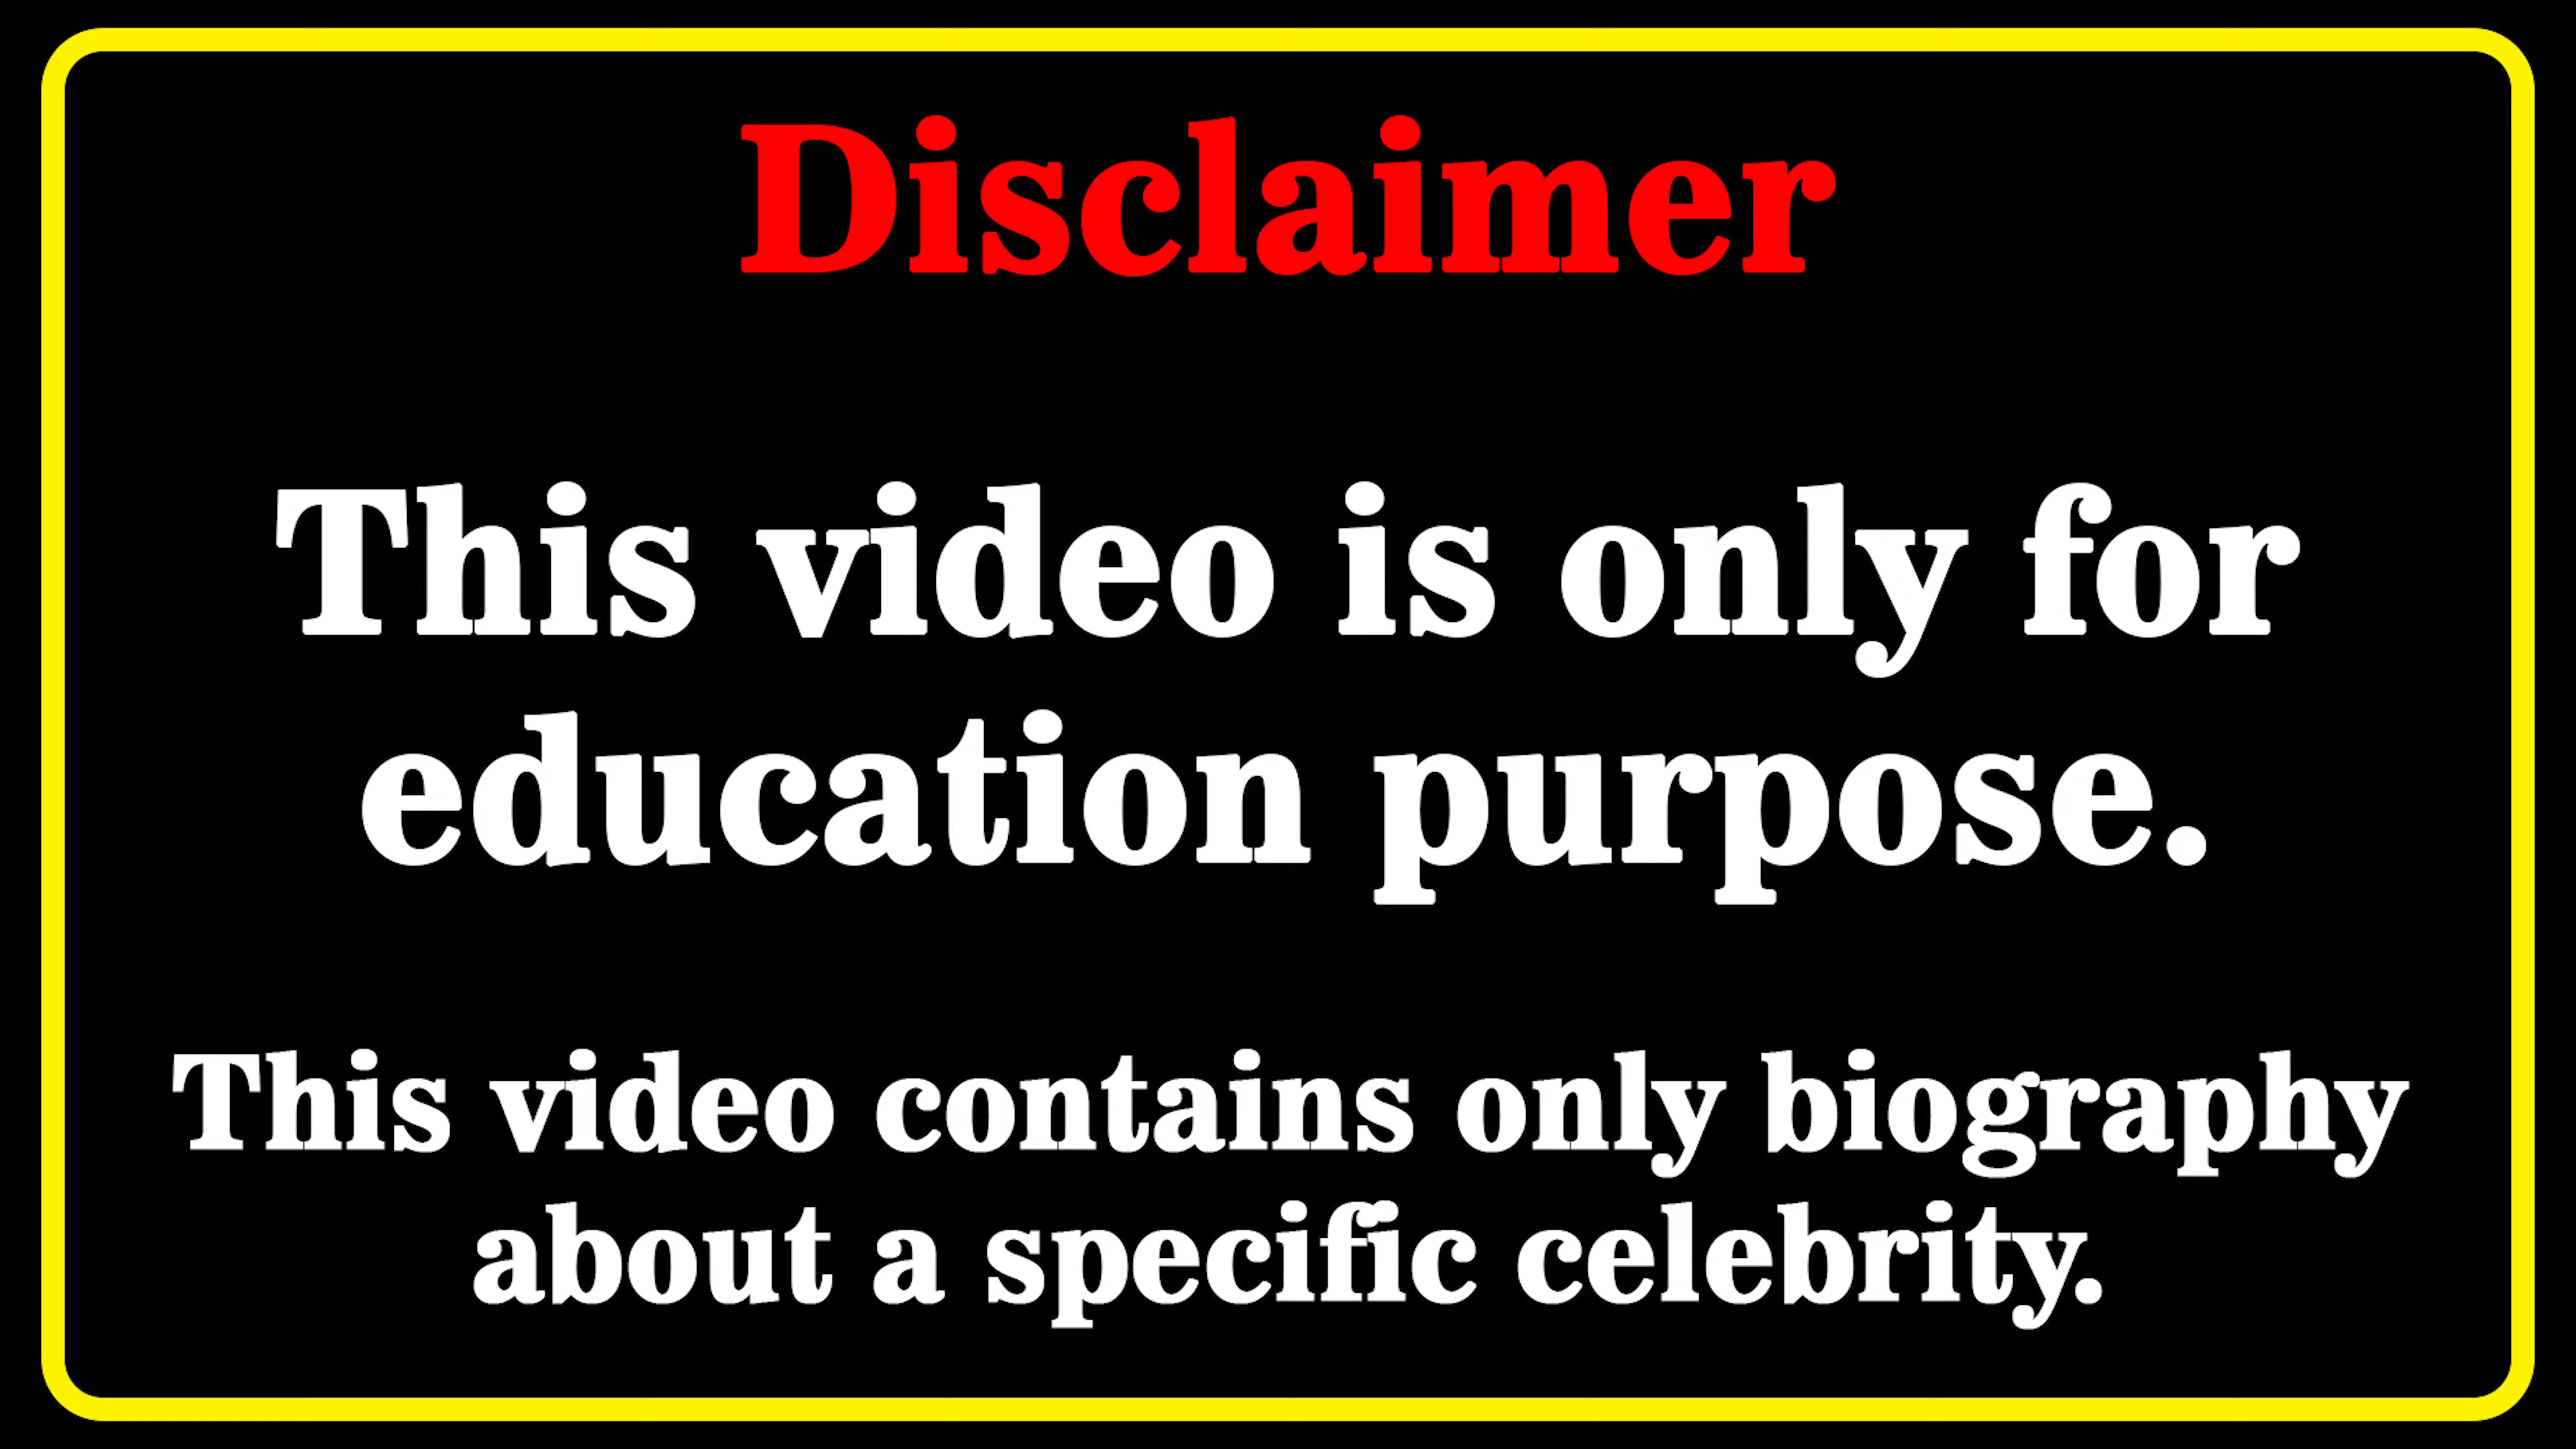 Disclaimer
This video is only for
education purpose.
This video contains only biography
about a specific celebrity.